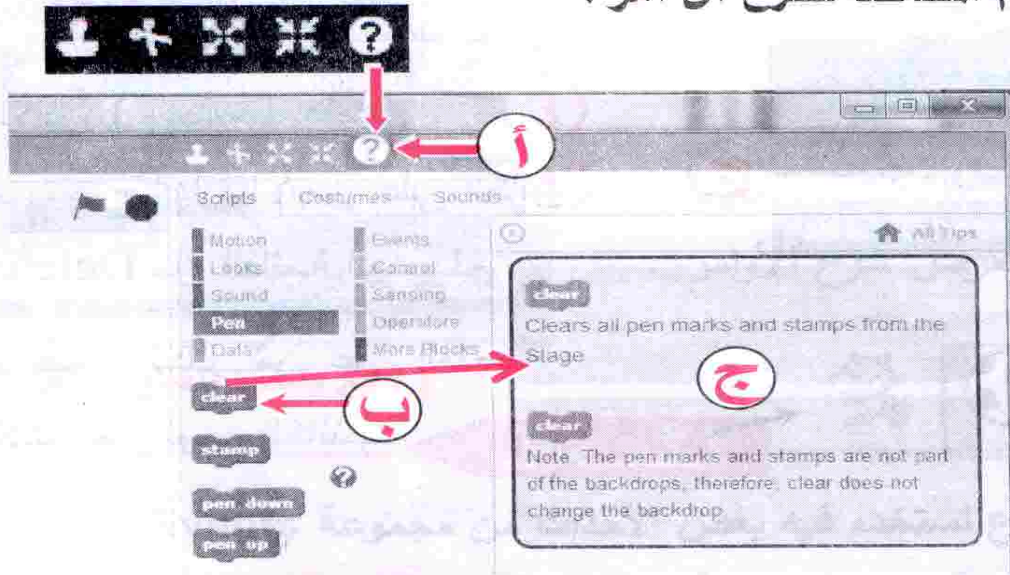 ?
أ
?
Scripts Costumes Sounds
Motion Events
Looks Control
Sound Sensing
Pen Operators
Data More Blocks
All Tips
clear
Clears all pen marks and stamps from the
Stage
ج
clear
Note The pen marks and stamps are not part
of the backdrops, therefore, clear does not
change the backdrop
clear
ب
stamp
?
pen down
pen up